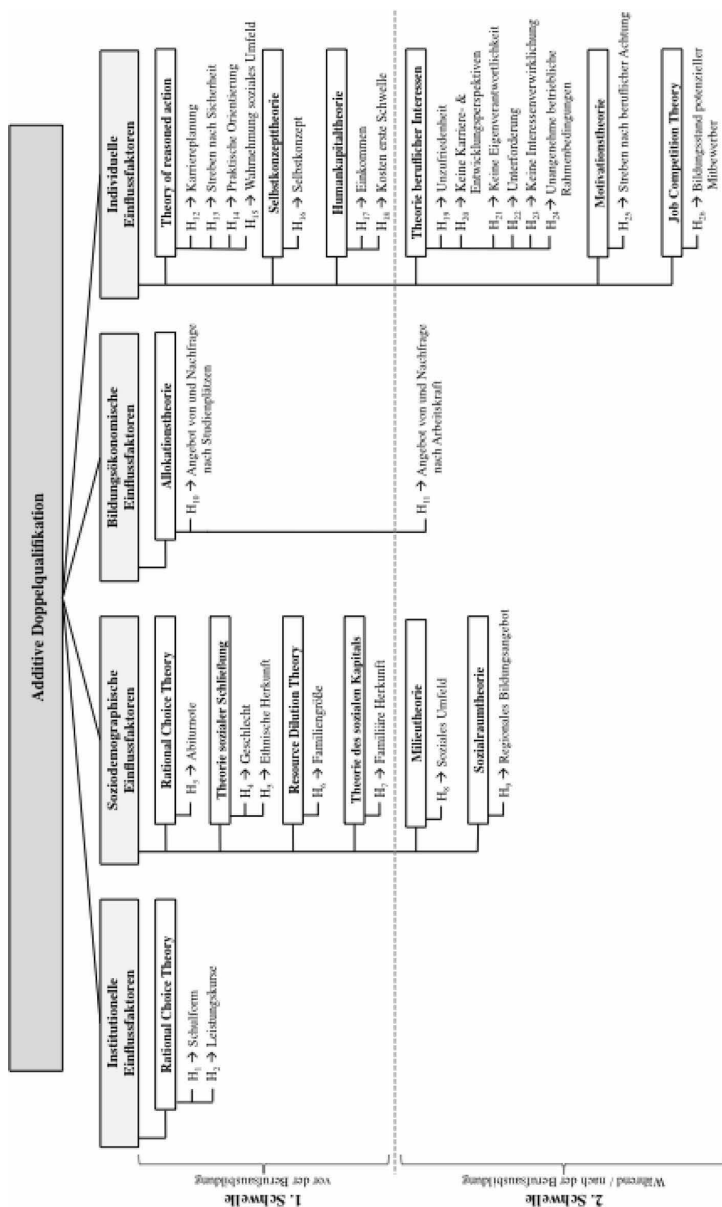 Additive Doppelqualifikation
Institutionelle
Einflussfaktoren
Rational Choice Theory
H1 → Schulform
H2 → Leistungskurse
Soziodemographische
Einflussfaktoren
Rational Choice Theory
H3 → Abiturnote
Theorie sozialer Schließung
H4 → Geschlecht
H5 → Ethnische Herkunft
Resource Dilution Theory
H6 → Familiengröße
Theorie des sozialen Kapitals
H7 → Familiäre Herkunft
Milieutheorie
H8 → Soziales Umfeld
Sozialraumtheorie
H9 → Regionales Bildungsangebot
Bildungsökonomische
Einflussfaktoren
Allokationstheorie
H10 → Angebot von und Nachfrage
nach Studienplätzen
H11 → Angebot von und Nachfrage
nach Arbeitskraft
Individuelle
Einflussfaktoren
Theory of reasoned action
H12 → Karriereplanung
H13 → Streben nach Sicherheit
H14 → Praktische Orientierung
H15 → Wahrnehmung soziales Umfeld
Selbstkonzepttheorie
H16 → Selbstkonzept
Humankapitaltheorie
H17 → Einkommen
H18 → Kosten erste Schwelle
Theorie beruflicher Interessen
H19 → Unzufriedenheit
H20 → Keine Karriere- &
Entwicklungsperspektiven
H21 → Keine Eigenverantwortlichkeit
H22 → Unterforderung
H23 → Keine Interessenverwirklichung
H24 → Unangenehme betriebliche
Rahmenbedingungen
Motivationstheorie
H25 → Streben nach beruflicher Achtung
Job Competition Theory
H26 → Bildungsstand potenzieller
Mitbewerber
1. Schwelle
vor der Berufsausbildung
2. Schwelle
Während / nach der Berufsausbildung